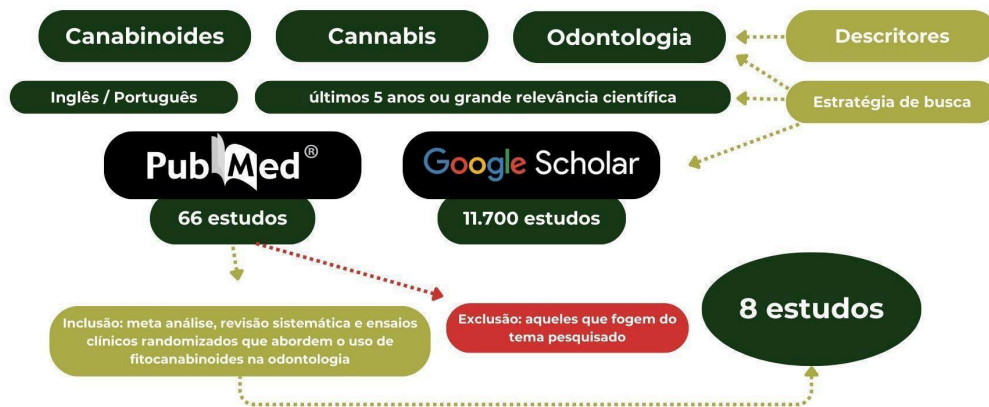 Canabinoides
Cannabis
Odontologia
Descritores
Inglês / Português
últimos 5 anos ou grande relevância científica
Estratégia de busca
PubMed®
Google Scholar
66 estudos
11.700 estudos
8 estudos
Inclusão: meta análise, revisão sistemática e ensaios
clínicos randomizados que abordem o uso de
fitocanabinoides na odontologia
Exclusão: aqueles que fogem do
tema pesquisado